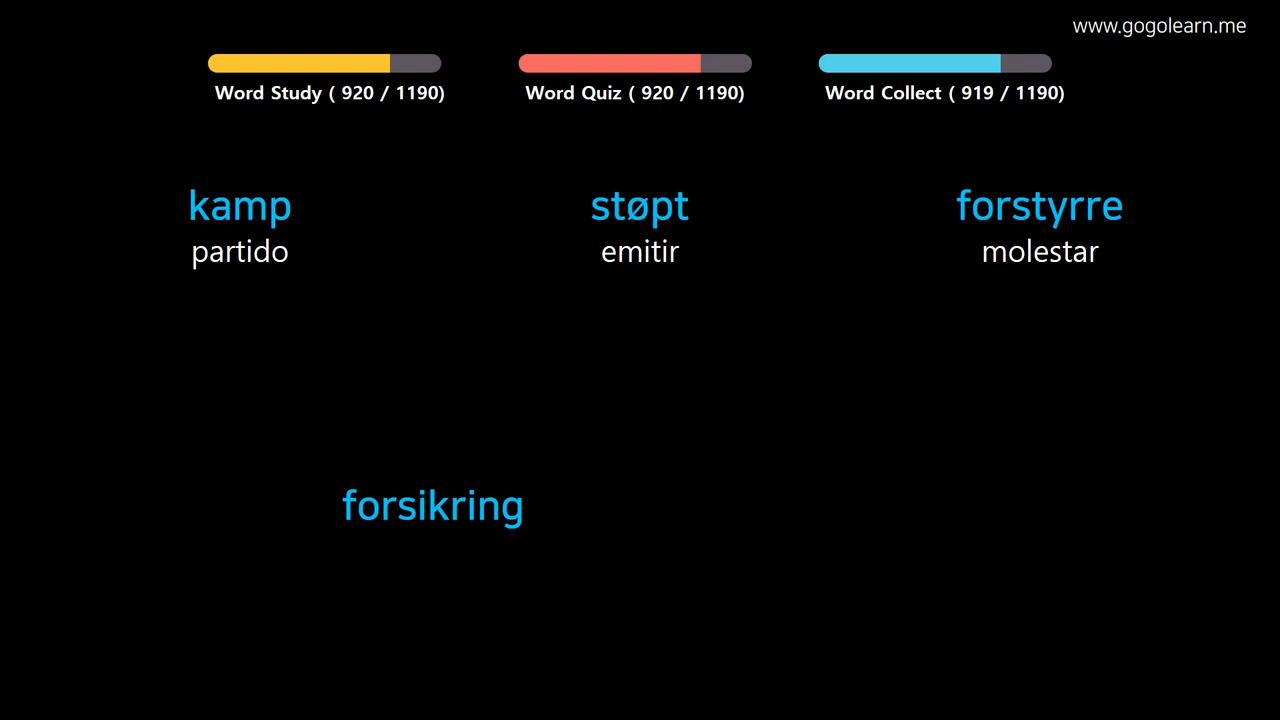 www.gogolearn.me
Word Study ( 920 / 1190)
Word Quiz ( 920 / 1190)
Word Collect ( 919 / 1190)
kamp
partido
støpt
emitir
forstyrre
molestar
forsikring